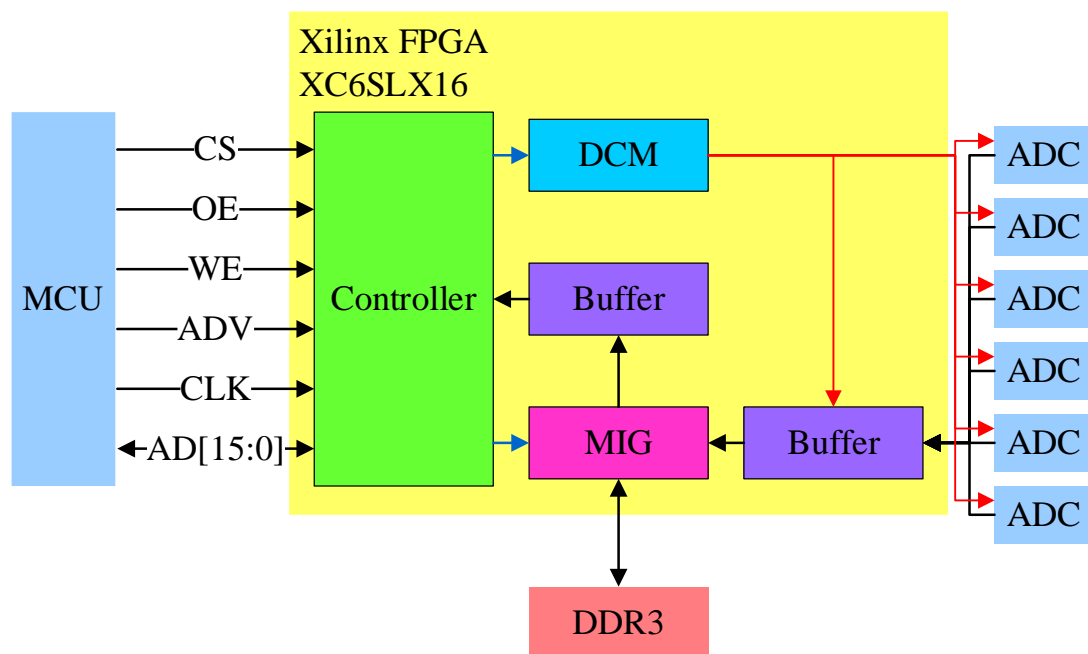 Xilinx FPGA
XC6SLX16
MCU
CS
OE
WE
ADV
CLK
AD[15:0]
Controller
DCM
Buffer
MIG
Buffer
DDR3
ADC
ADC
ADC
ADC
ADC
ADC